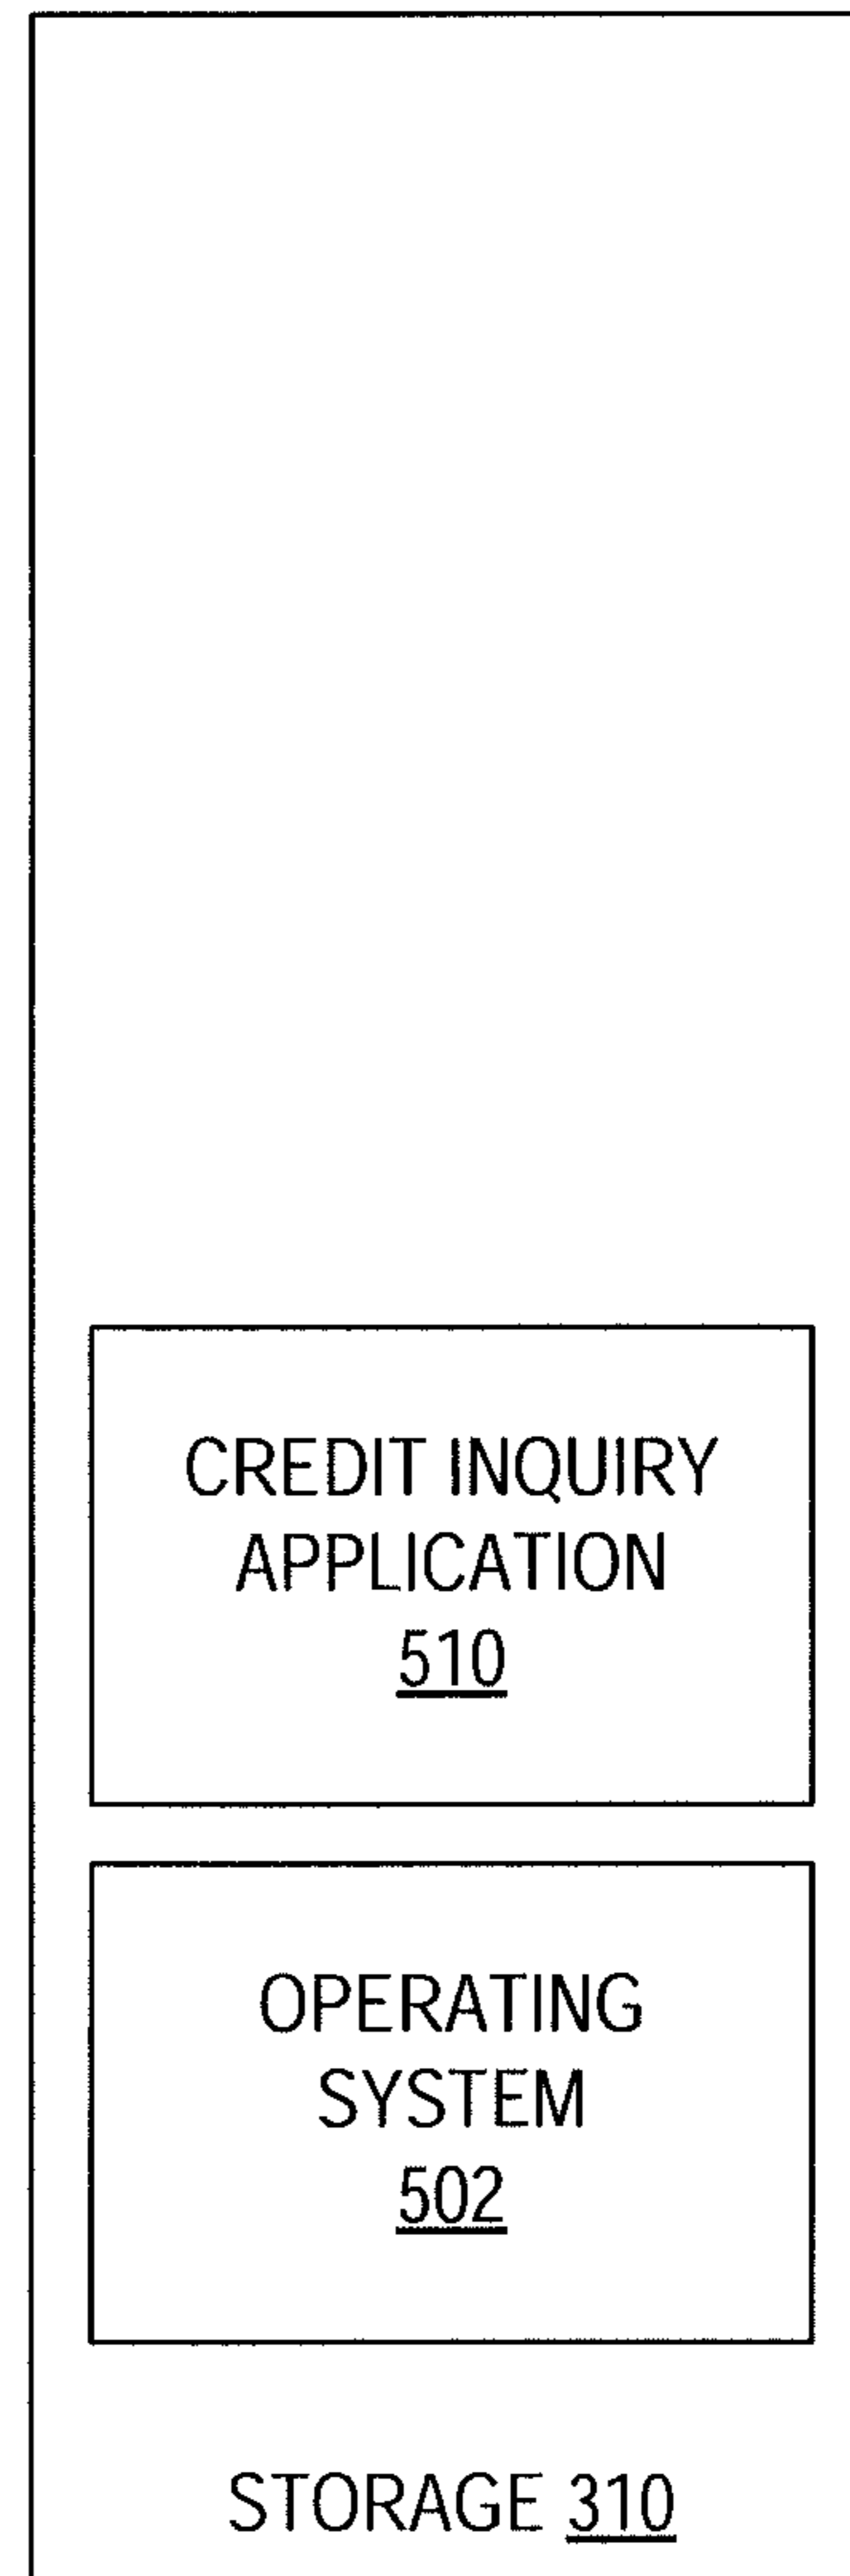 CREDIT INQUIRY
APPLICATION
510
OPERATING
SYSTEM
502
STORAGE 310